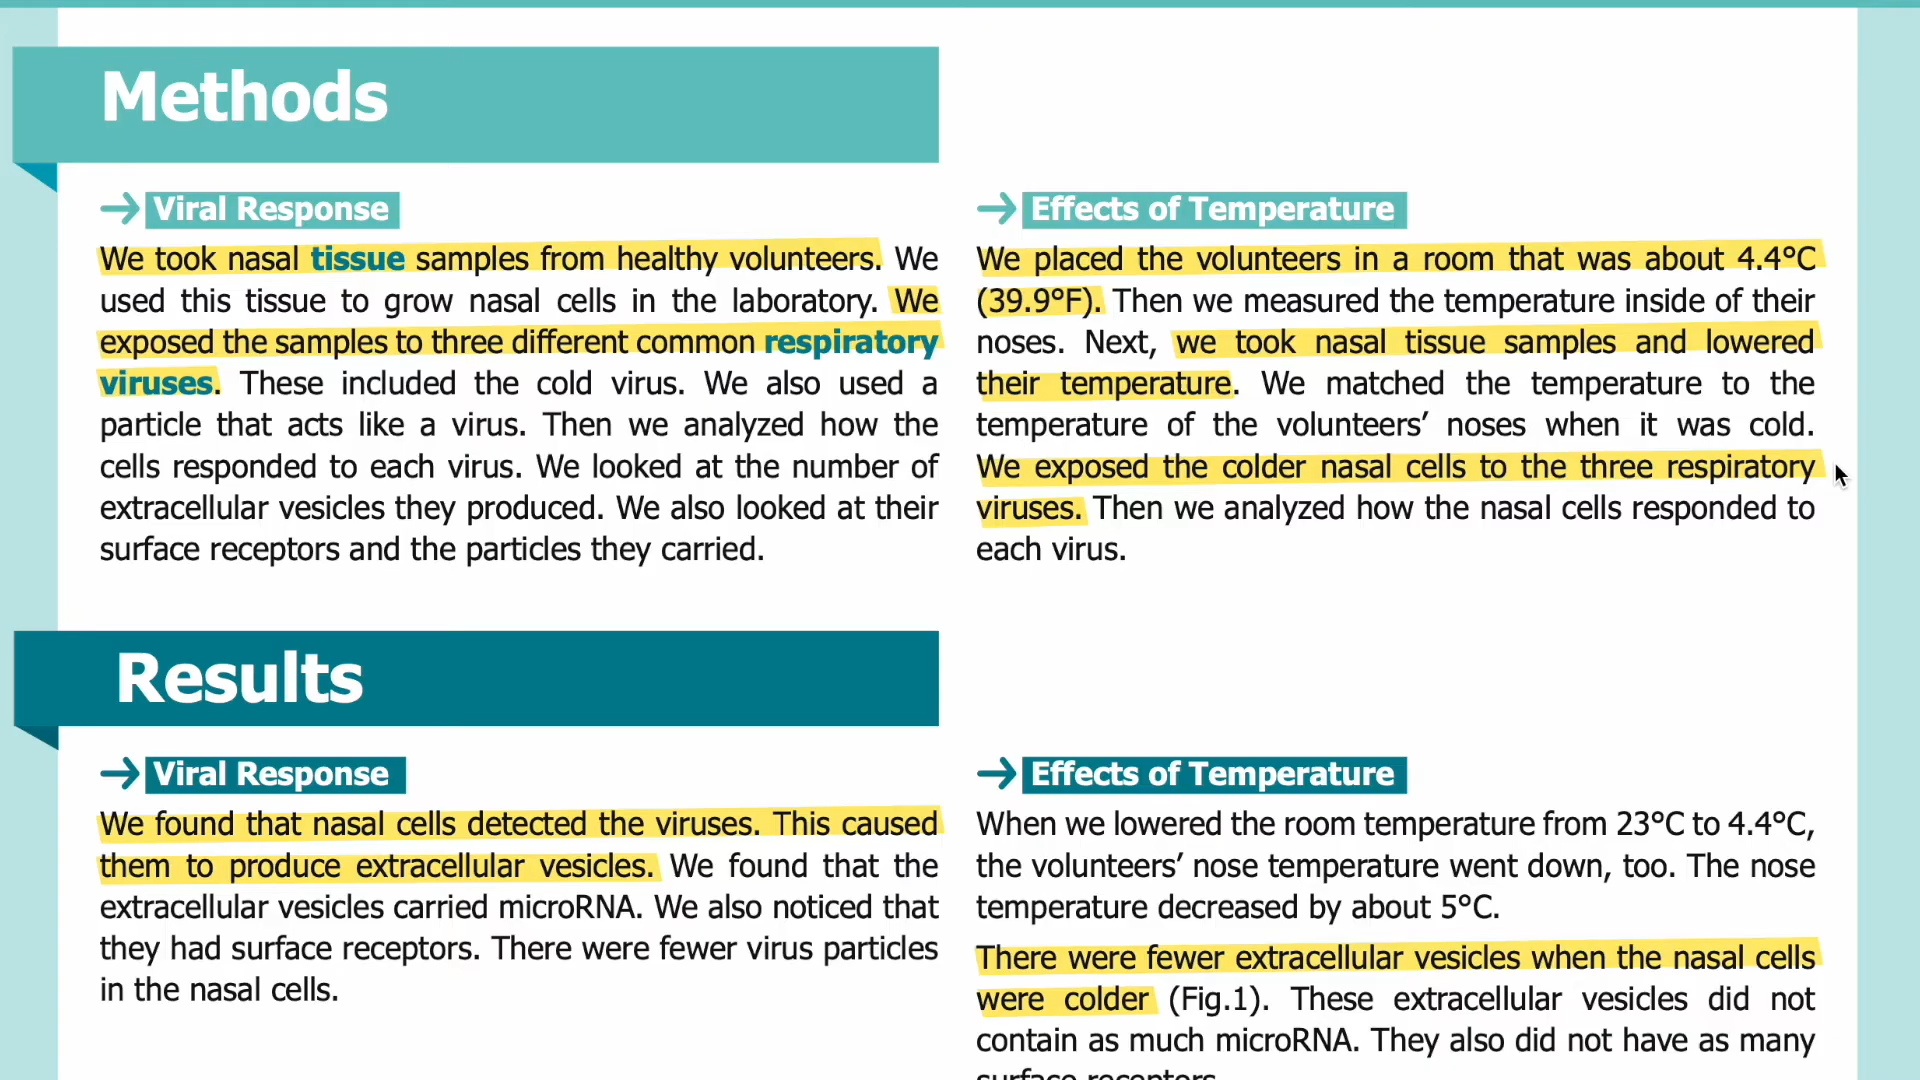 Methods
Viral Response
We took nasal tissue samples from healthy volunteers. We
used this tissue to grow nasal cells in the laboratory. We
exposed the samples to three different common respiratory
viruses. These included the cold virus. We also used a
particle that acts like a virus. Then we analyzed how the
cells responded to each virus. We looked at the number of
extracellular vesicles they produced. We also looked at their
surface receptors and the particles they carried.
Effects of Temperature
We placed the volunteers in a room that was about 4.4°C
(39.9°F). Then we measured the temperature inside of their
noses. Next, we took nasal tissue samples and lowered
their temperature. We matched the temperature to the
temperature of the volunteers’ noses when it was cold.
We exposed the colder nasal cells to the three respiratory
viruses. Then we analyzed how the nasal cells responded to
each virus.
Results
Viral Response
We found that nasal cells detected the viruses. This caused
them to produce extracellular vesicles. We found that the
extracellular vesicles carried microRNA. We also noticed that
they had surface receptors. There were fewer virus particles
in the nasal cells.
Effects of Temperature
When we lowered the room temperature from 23°C to 4.4°C,
the volunteers’ nose temperature went down, too. The nose
temperature decreased by about 5°C.
There were fewer extracellular vesicles when the nasal cells
were colder (Fig.1). These extracellular vesicles did not
contain as much microRNA. They also did not have as many
surface receptors.